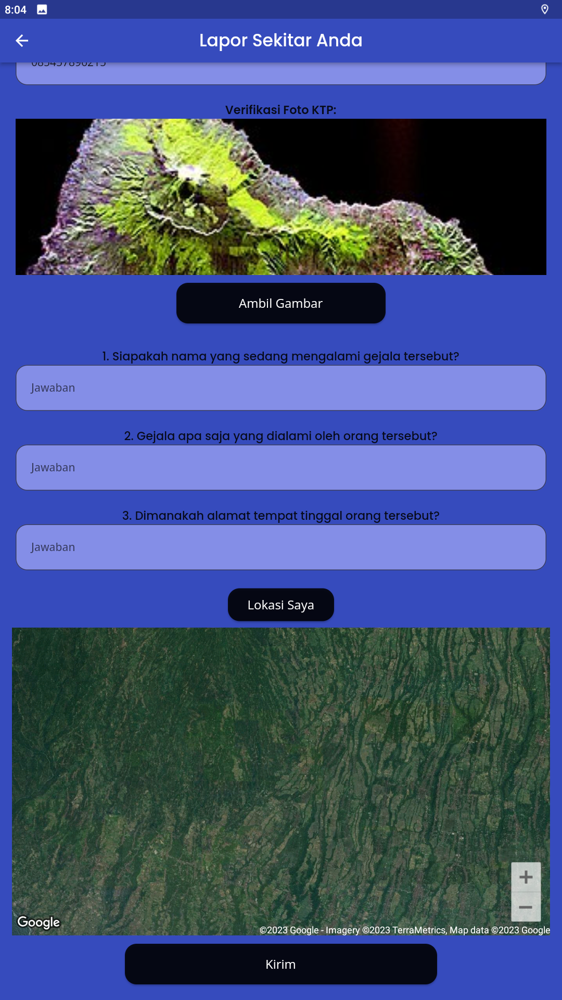 8:04
Lapor Sekitar Anda
Verifikasi Foto KTP:
Ambil Gambar
1. Siapakah nama yang sedang mengalami gejala tersebut?
Jawaban
2. Gejala apa saja yang dialami oleh orang tersebut?
Jawaban
3. Dimanakah alamat tempat tinggal orang tersebut?
Jawaban
Lokasi Saya
Google
©2023 Google - Imagery ©2023 TerraMetrics, Map data ©2023 Google
Kirim